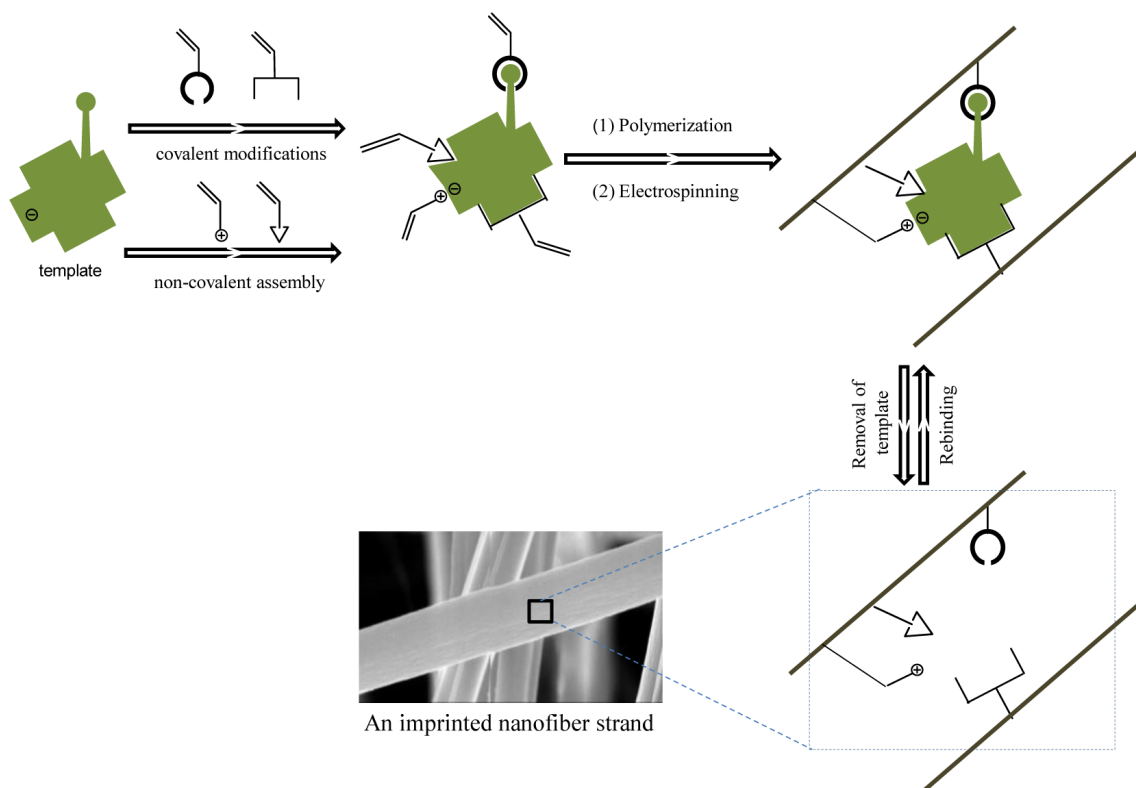 covalent modifications
non-covalent assembly
template
⊖
⊕
⊕
⊖
(1) Polymerization
(2) Electrospinning
⊕
⊖
Removal of
template
Rebinding
⊕
An imprinted nanofiber strand